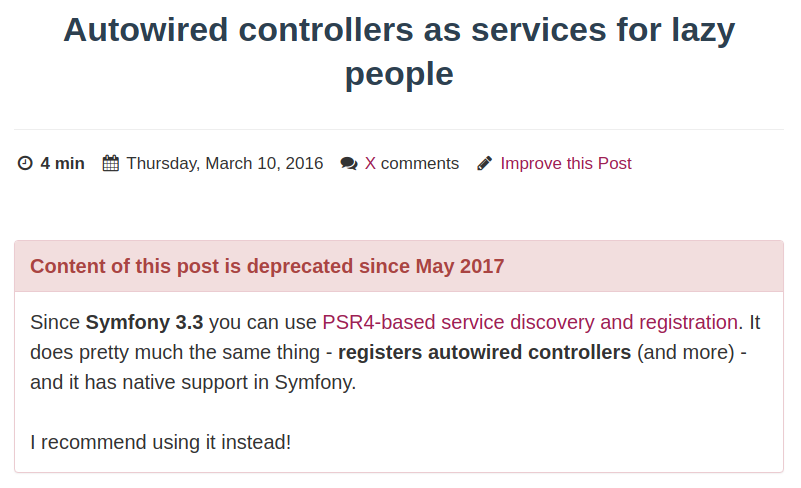 Autowired controllers as services for lazy
people
4 min Thursday, March 10, 2016 X comments Improve this Post
Content of this post is deprecated since May 2017
Since Symfony 3.3 you can use PSR4-based service discovery and registration. It
does pretty much the same thing - registers autowired controllers (and more) -
and it has native support in Symfony.
I recommend using it instead!